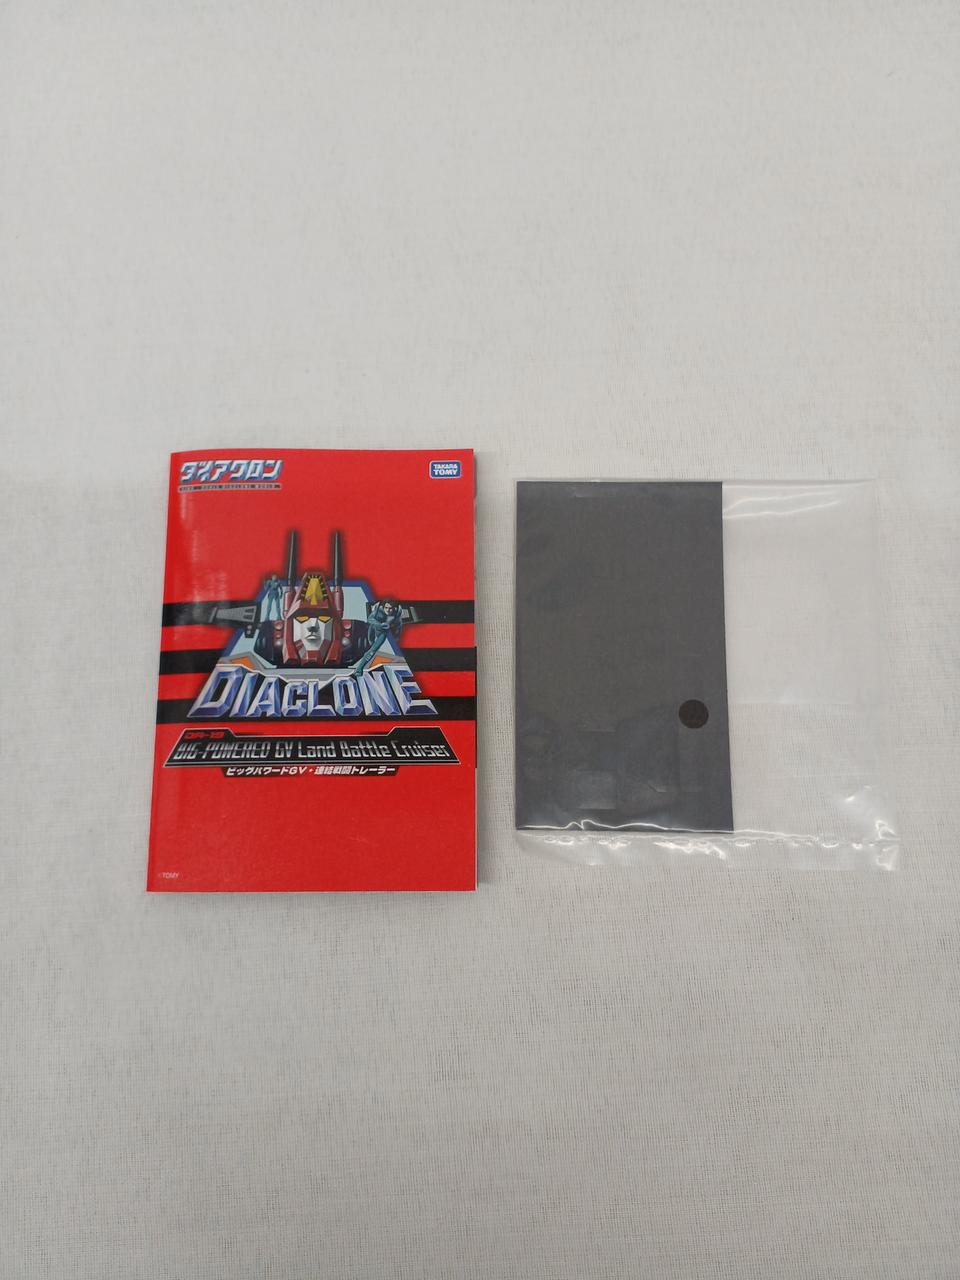 ダイアクロン
TAKARA
TOMY
DIACLONE
DA-19
BIG-POWERED GV Land Battle Cruiser
ビッグパワードGV・連結戦闘トレーラー
©TOMY